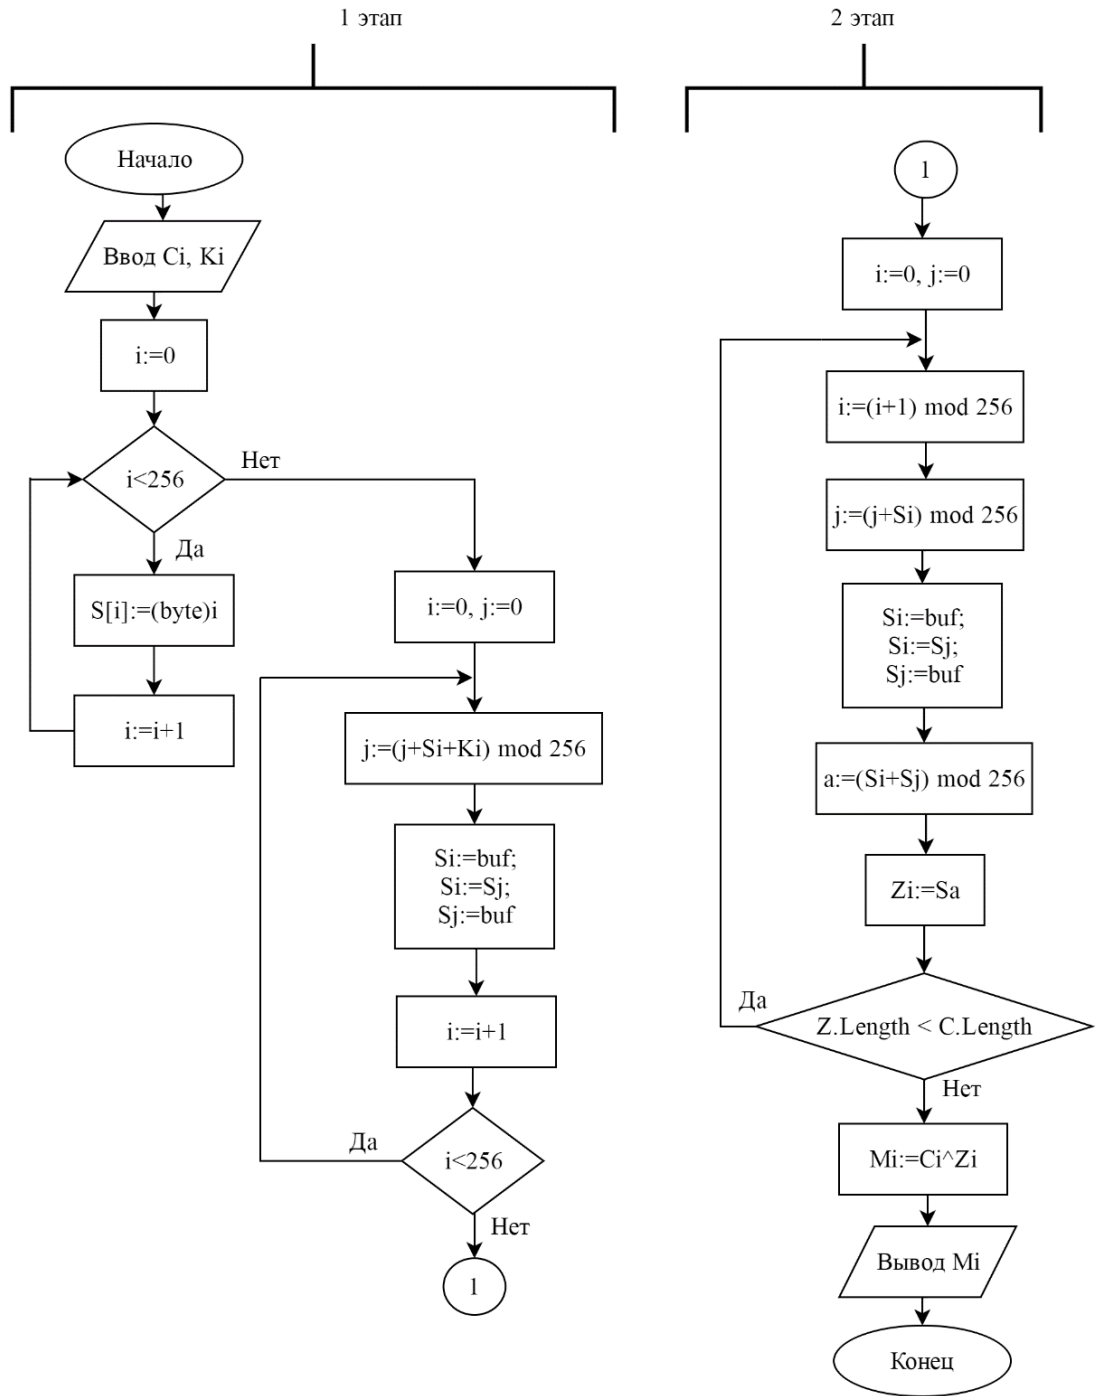 1 этап
Начало
Ввод Ci, Ki
i:=0
i<256
Нет
Да
S[i]:=(byte)i
i:=i+1
i:=0, j:=0
j:=(j+Si+Ki) mod 256
Si:=buf;
Si:=Sj;
Sj:=buf
i:=i+1
i<256
Да
Нет
1
2 этап
1
i:=0, j:=0
i:=(i+1) mod 256
j:=(j+Si) mod 256
Si:=buf;
Si:=Sj;
Sj:=buf
a:=(Si+Sj) mod 256
Zi:=Sa
Да
Z.Length < C.Length
Нет
Mi:=Ci^Zi
Вывод Mi
Конец